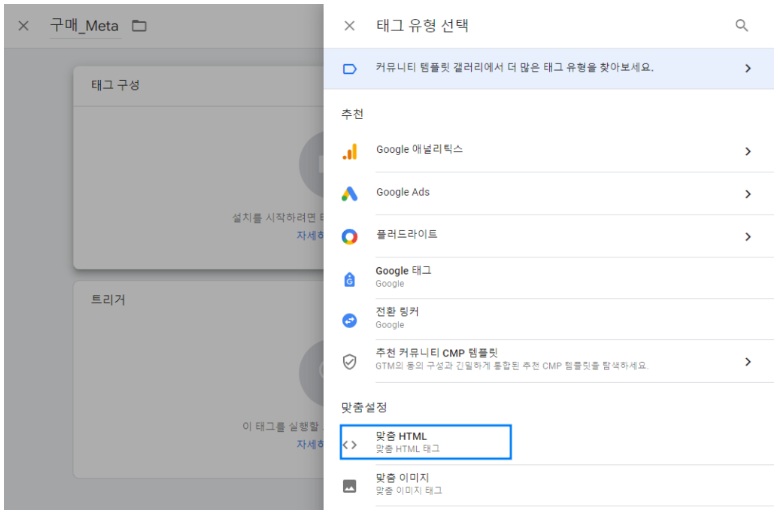 구매_Meta
태그 구성
설치를 시작하려면 태
자세히
트리거
이 태그를 실행할
자세히
태그 유형 선택
커뮤니티 템플릿 갤러리에서 더 많은 태그 유형을 찾아보세요.
추천
Google 애널리틱스
Google Ads
플러드라이트
Google 태그
Google
전환 링커
Google
추천 커뮤니티 CMP 템플릿
GTM의 동의 구성과 긴밀하게 통합된 추천 CMP 템플릿을 탐색하세요.
맞춤설정
맞춤 HTML
맞춤 HTML 태그
맞춤 이미지
맞춤 이미지 태그